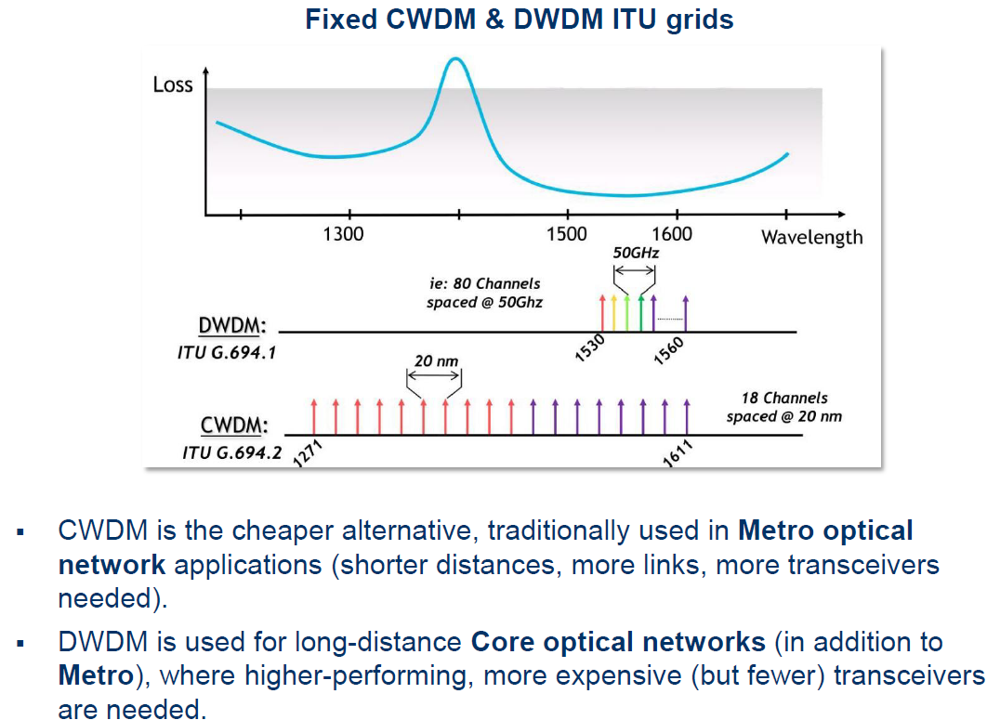 Fixed CWDM & DWDM ITU grids
Loss
1300
1500
1600
Wavelength
50GHz
ie: 80 Channels
spaced @ 50Ghz
DWDM:
ITU G.694.1
1530
1560
20 nm
18 Channels
spaced @ 20 nm
CWDM:
ITU G.694.2
1271
1611
▪ CWDM is the cheaper alternative, traditionally used in Metro optical
network applications (shorter distances, more links, more transceivers
needed).
▪ DWDM is used for long-distance Core optical networks (in addition to
Metro), where higher-performing, more expensive (but fewer) transceivers
are needed.